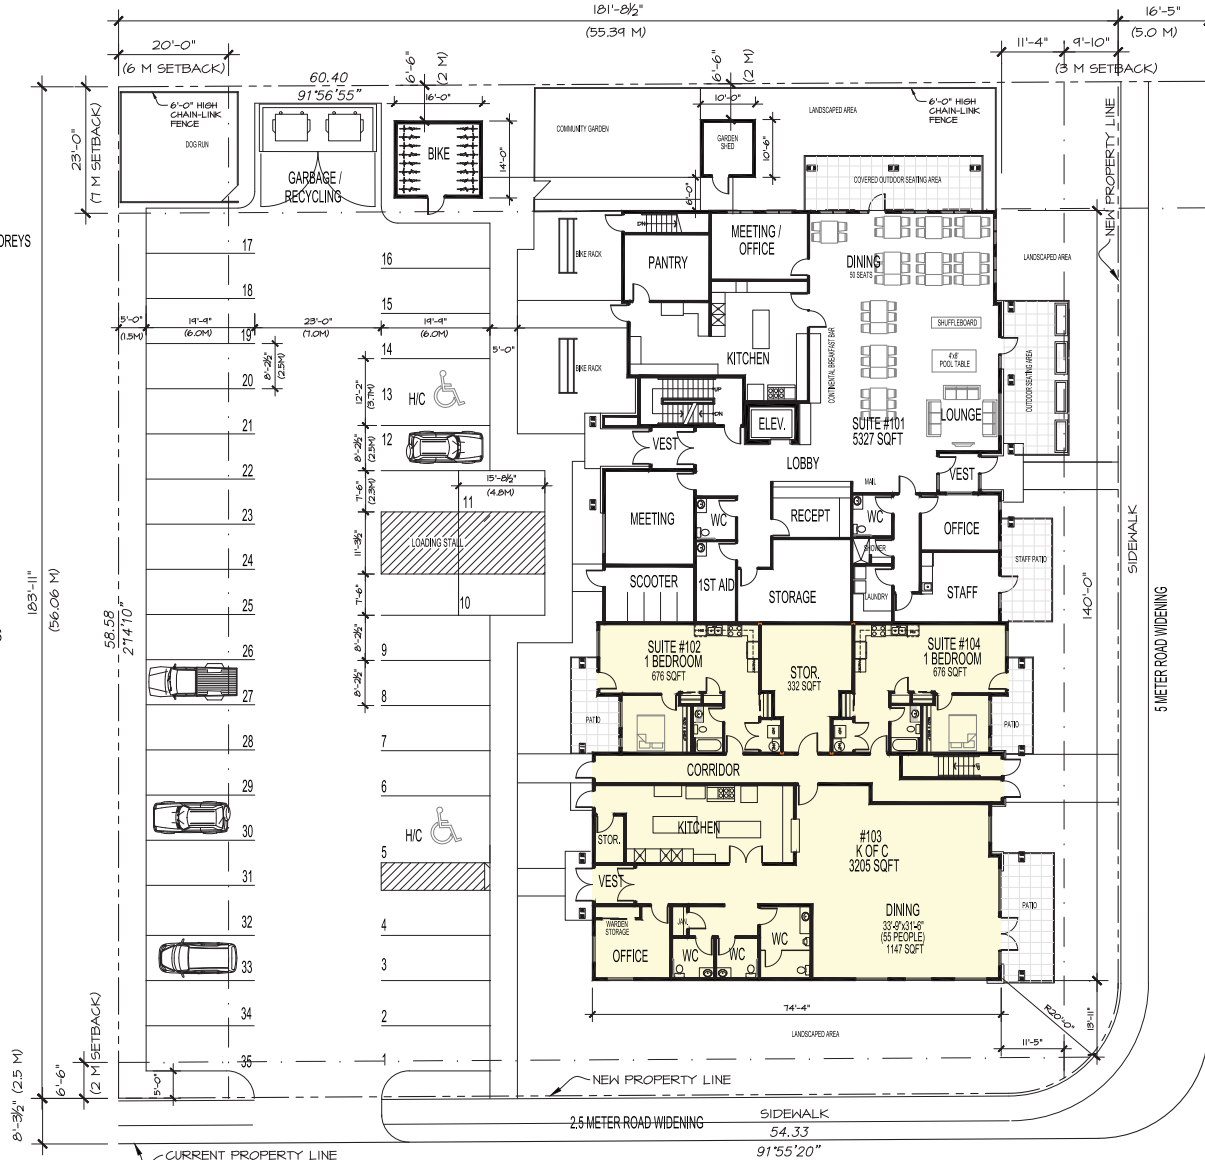 181'-8½"
(55.39 M)
16'-5"
(5.0 M)
20'-0"
(6 M SETBACK)
11'-4"
9'-10"
(3 M SETBACK)
60.40
91°56'55"
6'-6"
(2 M)
16'-0"
6'-6"
(2 M)
10'-0"
6'-0" HIGH
CHAIN-LINK
FENCE
DOG RUN
GARBAGE /
RECYCLING
BIKE
14'-0"
COMMUNITY GARDEN
GARDEN
SHED
10'-6"
6'-0"
LANDSCAPED AREA
6'-0" HIGH
CHAIN-LINK
FENCE
NEW PROPERTY LINE
COVERED OUTDOOR SEATING AREA
23'-0"
(7 M SETBACK)
OREYS
17
18
19
20
21
22
23
24
25
26
27
28
29
30
31
32
33
34
35
16
15
14
13
12
11
10
9
8
7
6
5
4
3
2
1
H/C
H/C
LOADING STALL
5'-0"
(1.5M)
19'-9"
(6.0M)
23'-0"
(7.0M)
19'-9"
(6.0M)
5'-0"
8'-2½"
(2.5M)
12'-2"
(3.7M)
8'-2½"
(2.5M)
7'-6"
(2.3M)
11'-3½"
7'-6"
8'-2½"
8'-2½"
15'-8½"
(4.8M)
183'-11"
(56.06 M)
58.58
2°14'10"
BIKE RACK
BIKE RACK
DN
PANTRY
MEETING /
OFFICE
DINING
50 SEATS
LANDSCAPED AREA
KITCHEN
CONTINENTAL BREAKFAST BAR
SHUFFLEBOARD
4'x8'
POOL TABLE
OUTDOOR SEATING AREA
LOUNGE
SUITE #101
5327 SQFT
UP
DN
ELEV.
VEST
LOBBY
MAIL
VEST
MEETING
WC
RECEPT
WC
OFFICE
SHOWER
SCOOTER
1ST AID
STORAGE
LAUNDRY
STAFF
STAFF PATIO
SIDEWALK
140'-0"
5 METER ROAD WIDENING
SUITE #102
1 BEDROOM
676 SQFT
STOR.
332 SQFT
SUITE #104
1 BEDROOM
676 SQFT
PATIO
PATIO
CORRIDOR
KITCHEN
STOR.
#103
K OF C
3205 SQFT
VEST
WARDEN
STORAGE
OFFICE
JAN.
WC
WC
WC
DINING
33'-9"x31'-6"
(55 PEOPLE)
1147 SQFT
PATIO
74'-4"
LANDSCAPED AREA
R20'-0"
13'-11"
11'-5"
(2 M SETBACK)
6'-6"
5'-0"
8'-3½" (2.5 M)
NEW PROPERTY LINE
2.5 METER ROAD WIDENING
SIDEWALK
54.33
91°55'20"
CURRENT PROPERTY LINE